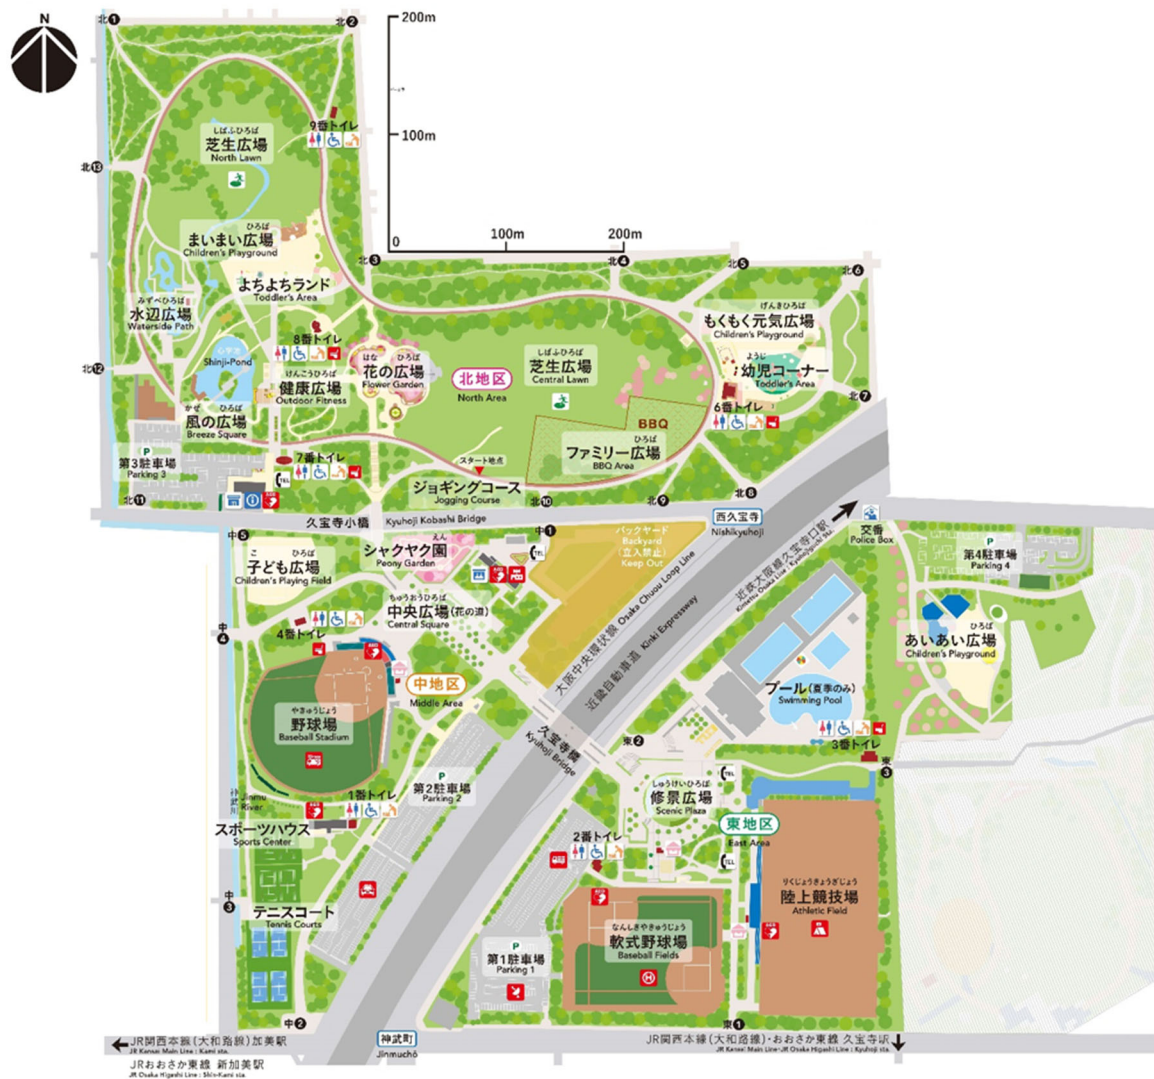 N
北1
北2
200m
100m
0
100m
200m
9番トイレ
しばふひろば
芝生広場
North Lawn
北13
ひろば
まいまい広場
Children's Playground
よちよちランド
Toddler's Area
北3
北4
北5
北6
みずべひろば
水辺広場
Waterside Path
8番トイレ
Shinji-Pond
けんこうひろば
健康広場
Outdoor Fitness
はな ひろば
花の広場
Flower Garden
北地区
North Area
しばふひろば
芝生広場
Central Lawn
げんきひろば
もくもく元気広場
Children's Playground
ようじ
幼児コーナー
Toddler's Area
6番トイレ
北7
北12
かぜ ひろば
風の広場
Breeze Square
BBQ
ひろば
ファミリー広場
BBQ Area
P
第3駐車場
Parking 3
7番トイレ
TEL
スタート地点
ジョギングコース
Jogging Course
北11
北10
北9
北8
久宝寺小橋 Kyuhoji Kobashi Bridge
西久宝寺
Nishikyuhoji
交番
Police Box
中5
こ ひろば
子ども広場
Children's Playing Field
えん
シャクヤク園
Peony Garden
中1
TEL
バックヤード
Backyard
(立入禁止)
Keep Out
P
第4駐車場
Parking 4
ちゅうおうひろば
中央広場(花の道)
Central Square
大阪中央環状線 Osaka Chuou Loop Line
近畿自動車道 Kinki Expressway
近鉄大阪線久宝寺口駅
Kintetsu Osaka Line : Kyuhojiguchi Sta.
ひろば
あいあい広場
Children's Playground
中4
4番トイレ
中地区
Middle Area
やきゅうじょう
野球場
Baseball Stadium
プール(夏季のみ)
Swimming Pool
3番トイレ
東3
久宝寺橋
Kyuhoji Bridge
東2
P
第2駐車場
Parking 2
神武川
Jinmu
River
1番トイレ
スポーツハウス
Sports Center
しゅうけいひろば
修景広場
Scenic Plaza
TEL
東地区
East Area
2番トイレ
TEL
中3
テニスコート
Tennis Courts
りくじょうきょうぎじょう
陸上競技場
Athletic Field
なんしきやきゅうじょう
軟式野球場
Baseball Fields
H
P
第1駐車場
Parking 1
中2
東1
神武町
Jinmuchō
JR関西本線(大和路線)加美駅
JR Kansai Main Line : Kami sta.
JRおおさか東線 新加美駅
JR Osaka Higashi Line : Shin-Kami sta.
JR関西本線(大和路線)・おおさか東線 久宝寺駅
JR Kansai Main Line・JR Osaka Higashi Line : Kyuhoji sta.